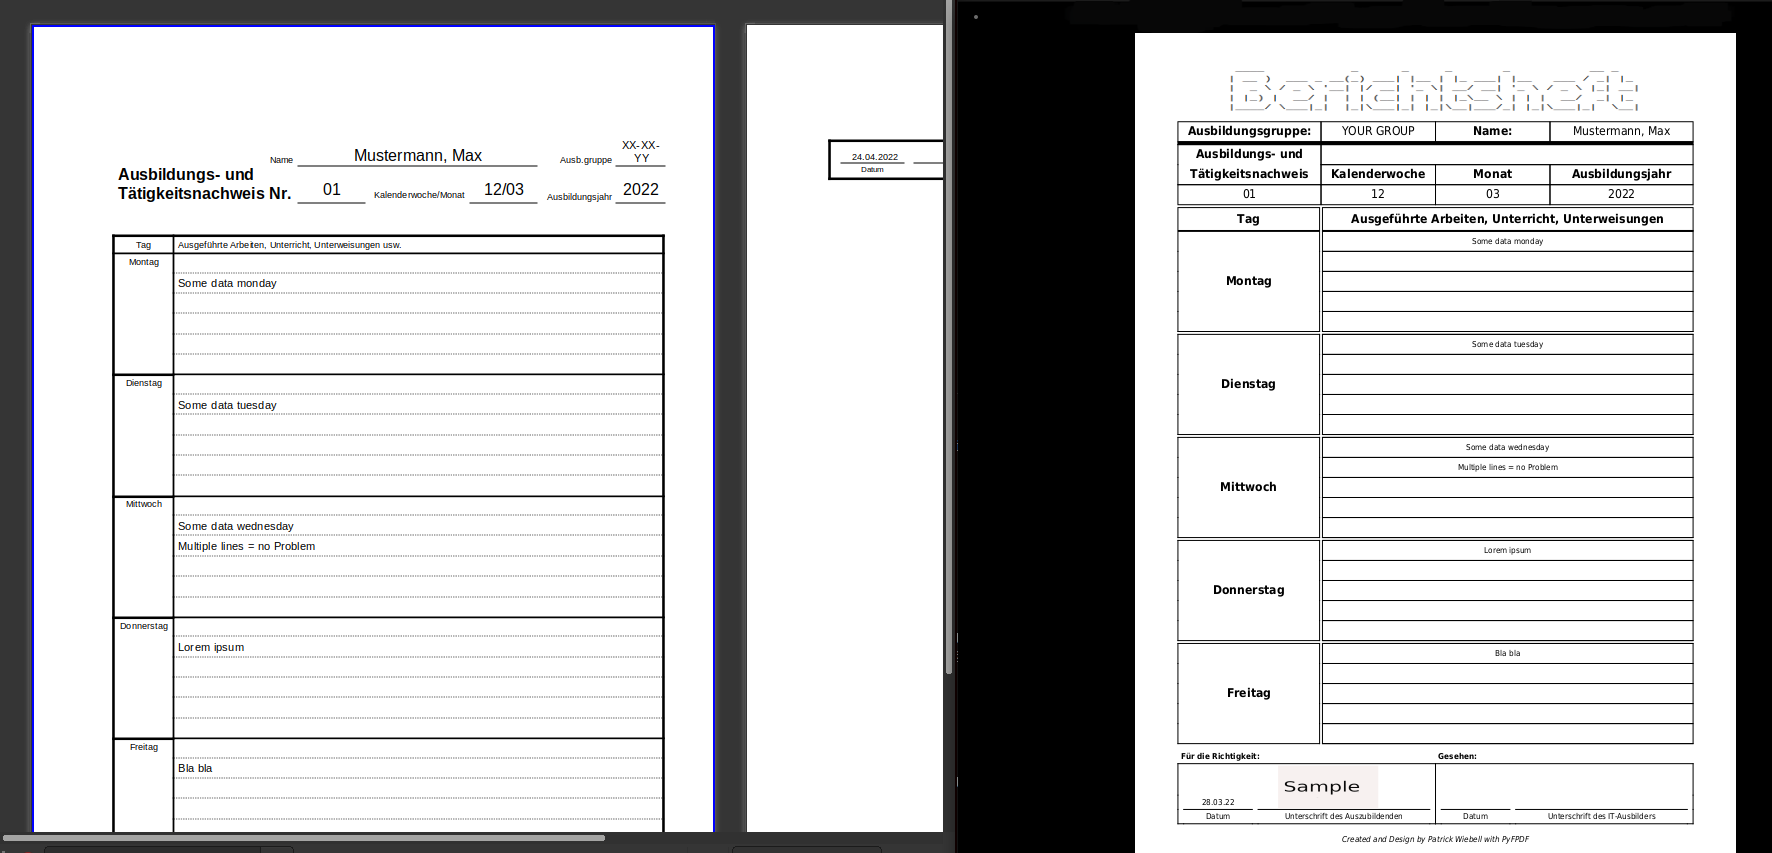 Name
Mustermann, Max
Ausb.gruppe
XX-XX-
YY
Ausbildungs- und
Tätigkeitsnachweis Nr.
01
Kalenderwoche/Monat
12/03
Ausbildungsjahr
2022
Tag
Ausgeführte Arbeiten, Unterricht, Unterweisungen usw.
Montag
Some data monday
Dienstag
Some data tuesday
Mittwoch
Some data wednesday
Multiple lines = no Problem
Donnerstag
Lorem ipsum
Freitag
Bla bla
24.04.2022
Datum
Berichtsheft
Ausbildungsgruppe: YOUR GROUP Name: Mustermann, Max
Ausbildungs- und
Tätigkeitsnachweis Kalenderwoche Monat Ausbildungsjahr
01 12 03 2022
Tag Ausgeführte Arbeiten, Unterricht, Unterweisungen
Some data monday
Montag
Some data tuesday
Dienstag
Some data wednesday
Multiple lines = no Problem
Mittwoch
Lorem ipsum
Donnerstag
Bla bla
Freitag
Für die Richtigkeit: Gesehen:
Sample
28.03.22
Datum Unterschrift des Auszubildenden Datum Unterschrift des IT-Ausbilders
Created and Design by Patrick Wiebell with PyFPDF